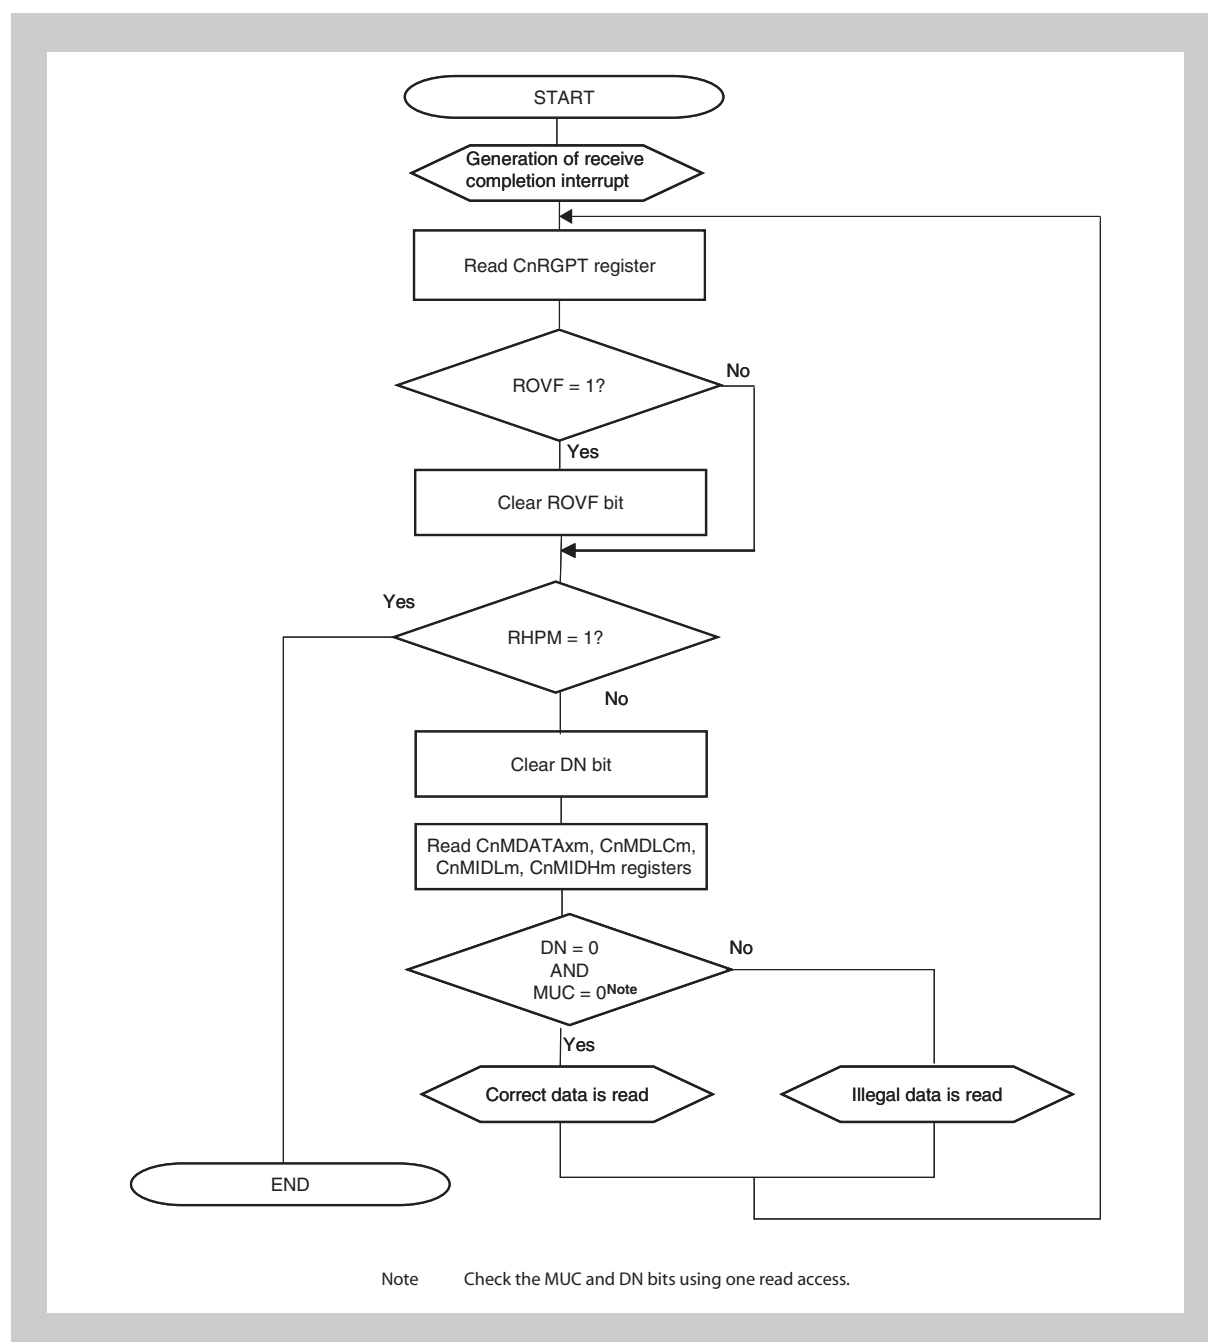 START
Generation of receive
completion interrupt
Read CnRGPT register
ROVF = 1?
No
Yes
Clear ROVF bit
Yes
RHPM = 1?
No
Clear DN bit
Read CnMDATAxm, CnMDLCm,
CnMIDLm, CnMIDHm registers
DN = 0
AND
MUC = 0Note
No
Yes
Correct data is read
Illegal data is read
END
Note Check the MUC and DN bits using one read access.